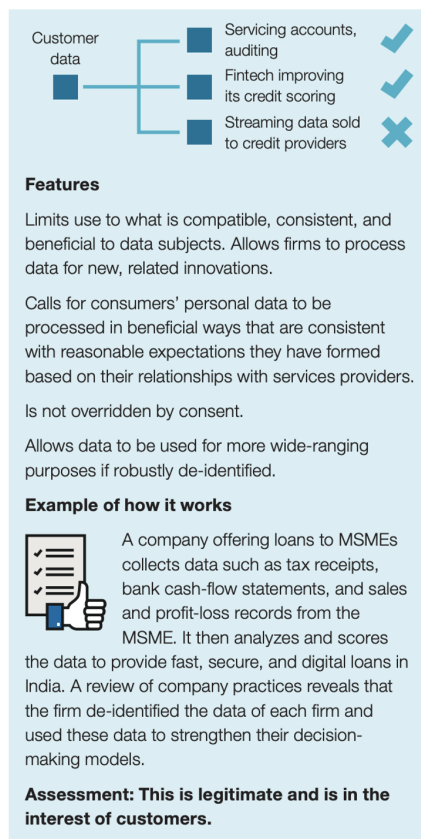 Customer
data
Servicing accounts,
auditing
Fintech improving
its credit scoring
Streaming data sold
to credit providers
Features
Limits use to what is compatible, consistent, and
beneficial to data subjects. Allows firms to process
data for new, related innovations.
Calls for consumers’ personal data to be
processed in beneficial ways that are consistent
with reasonable expectations they have formed
based on their relationships with services providers.
Is not overridden by consent.
Allows data to be used for more wide-ranging
purposes if robustly de-identified.
Example of how it works
A company offering loans to MSMEs
collects data such as tax receipts,
bank cash-flow statements, and sales
and profit-loss records from the
MSME. It then analyzes and scores
the data to provide fast, secure, and digital loans in
India. A review of company practices reveals that
the firm de-identified the data of each firm and
used these data to strengthen their decision-
making models.
Assessment: This is legitimate and is in the
interest of customers.